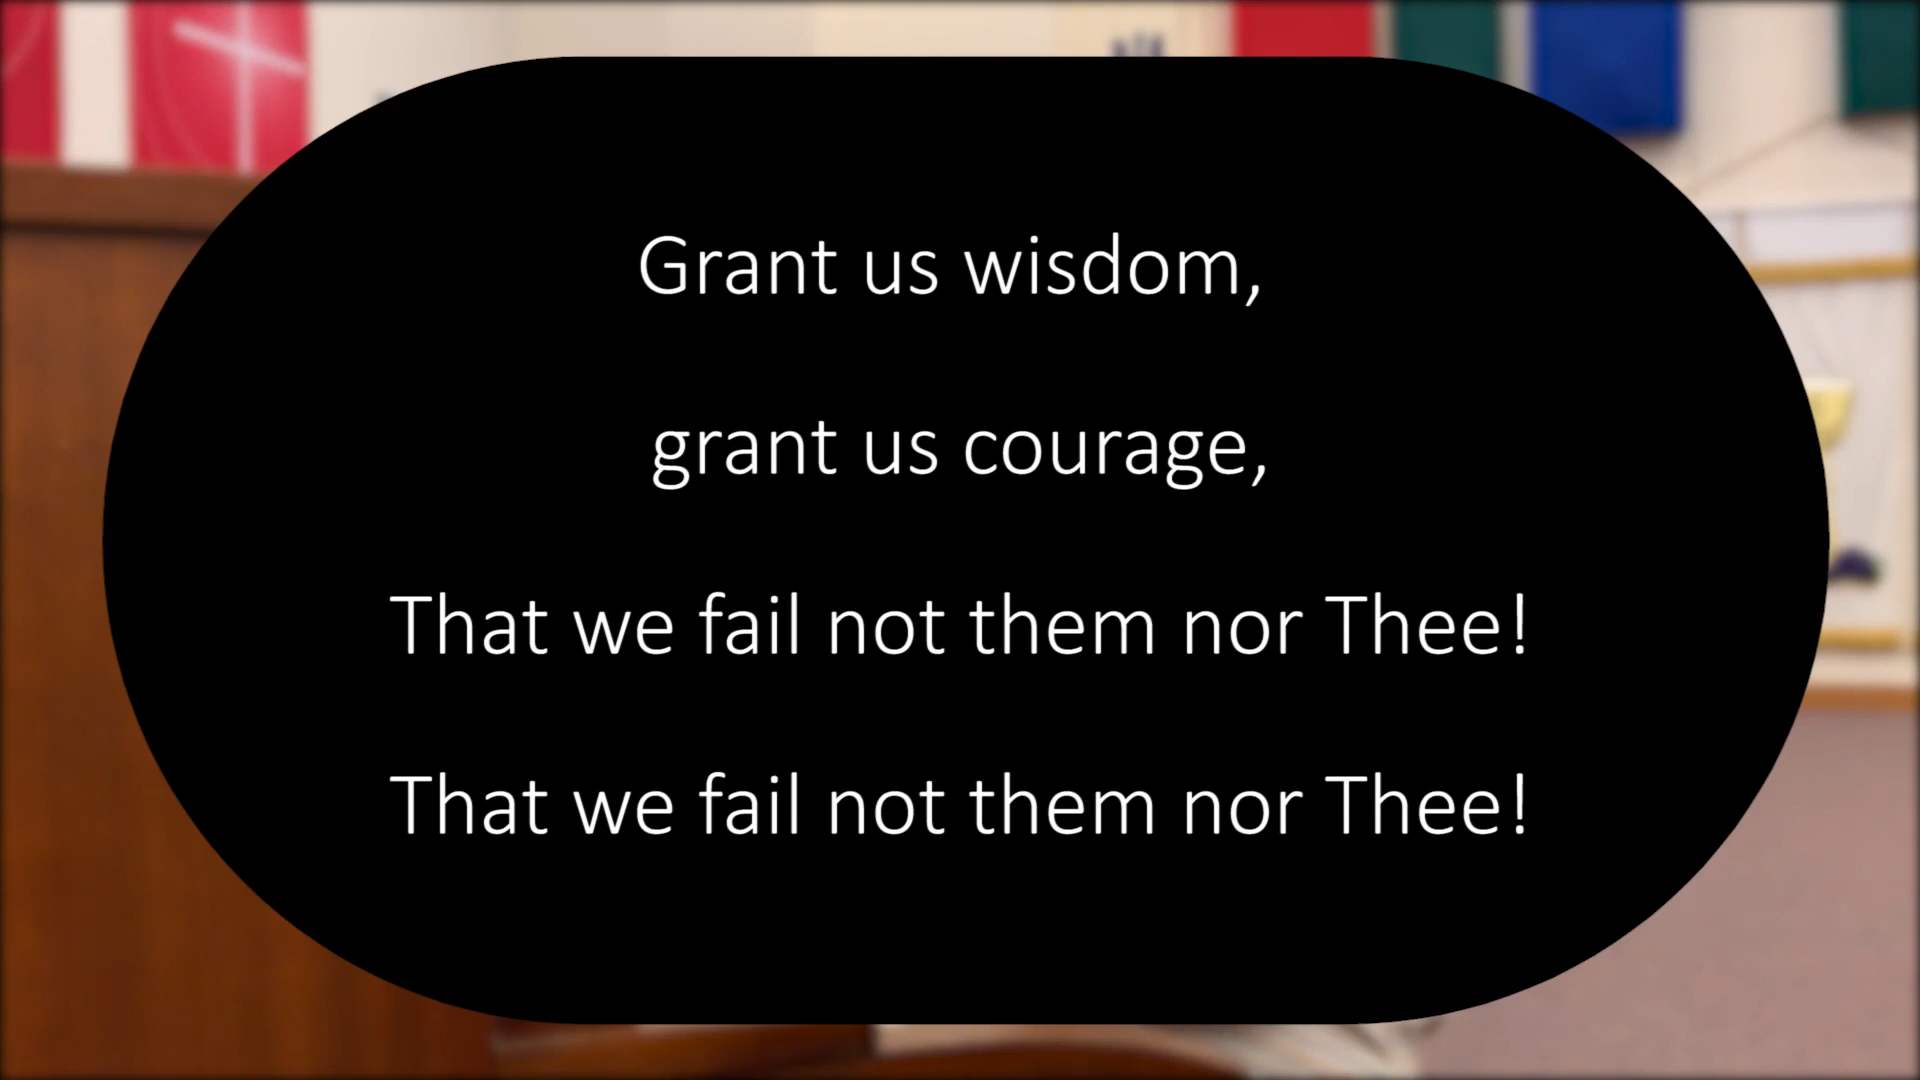 Grant us wisdom,
grant us courage,
That we fail not them nor Thee!
That we fail not them nor Thee!